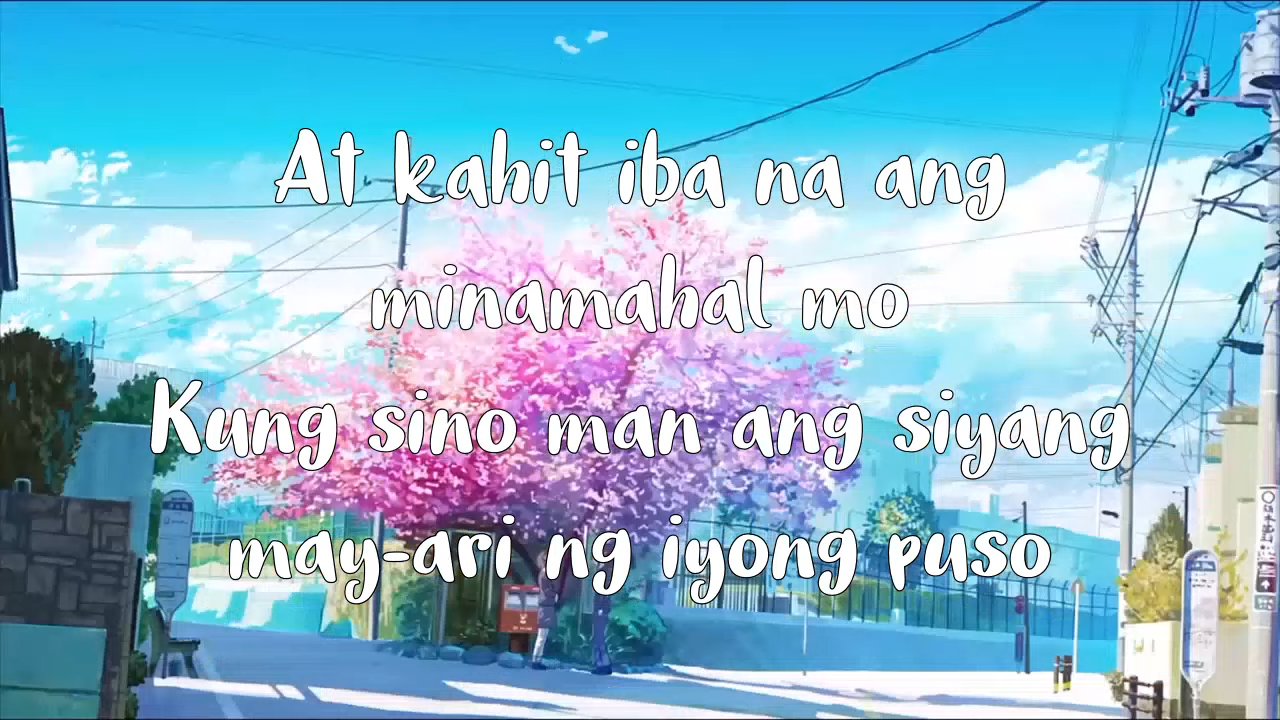 At kahit iba na ang
minamahal mo
Kung sino man ang siyang
may-ari ng iyong puso